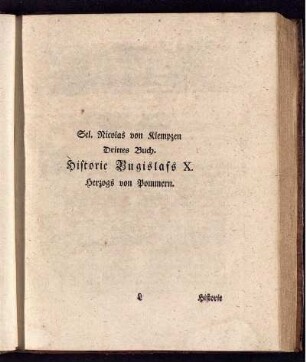 Sel. Nicolas von Klempzen
Drittes Buch.
Historie Bugislafs X.
Herzogs von Pommern.
L Historie